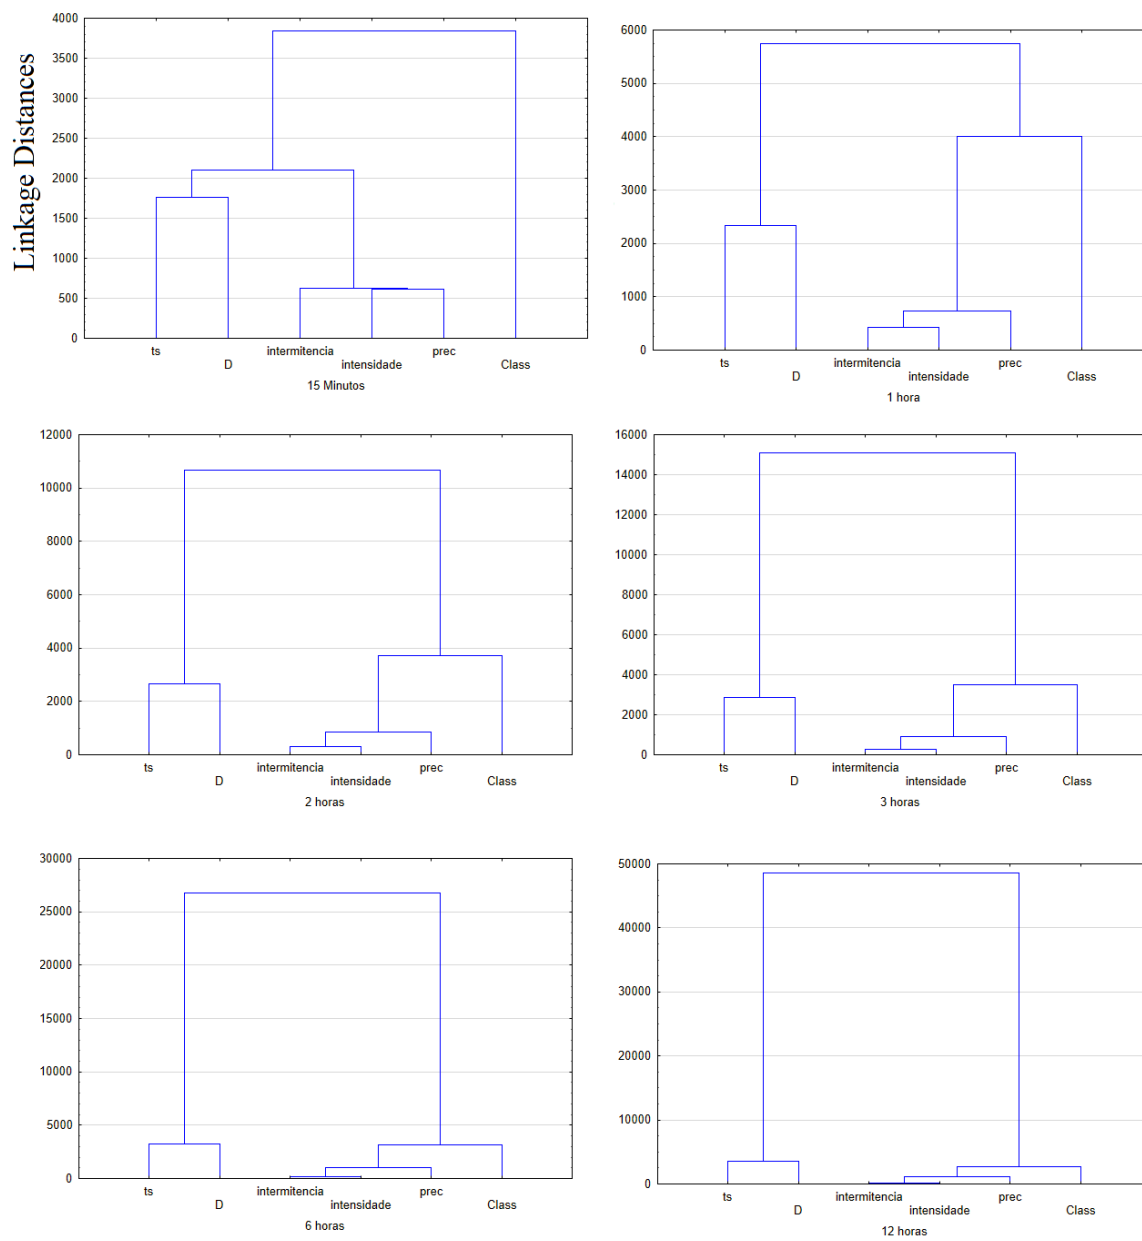 Linkage Distances
4000
3500
3000
2500
2000
1500
1000
500
0
ts
D
intermitencia
intensidade
prec
Class
15 Minutos
6000
5000
4000
3000
2000
1000
0
ts
D
intermitencia
intensidade
prec
Class
1 hora
12000
10000
8000
6000
4000
2000
0
ts
D
intermitencia
intensidade
prec
Class
2 horas
16000
14000
12000
10000
8000
6000
4000
2000
0
ts
D
intermitencia
intensidade
prec
Class
3 horas
30000
25000
20000
15000
10000
5000
0
ts
D
intermitencia
intensidade
prec
Class
6 horas
50000
40000
30000
20000
10000
0
ts
D
intermitencia
intensidade
prec
Class
12 horas